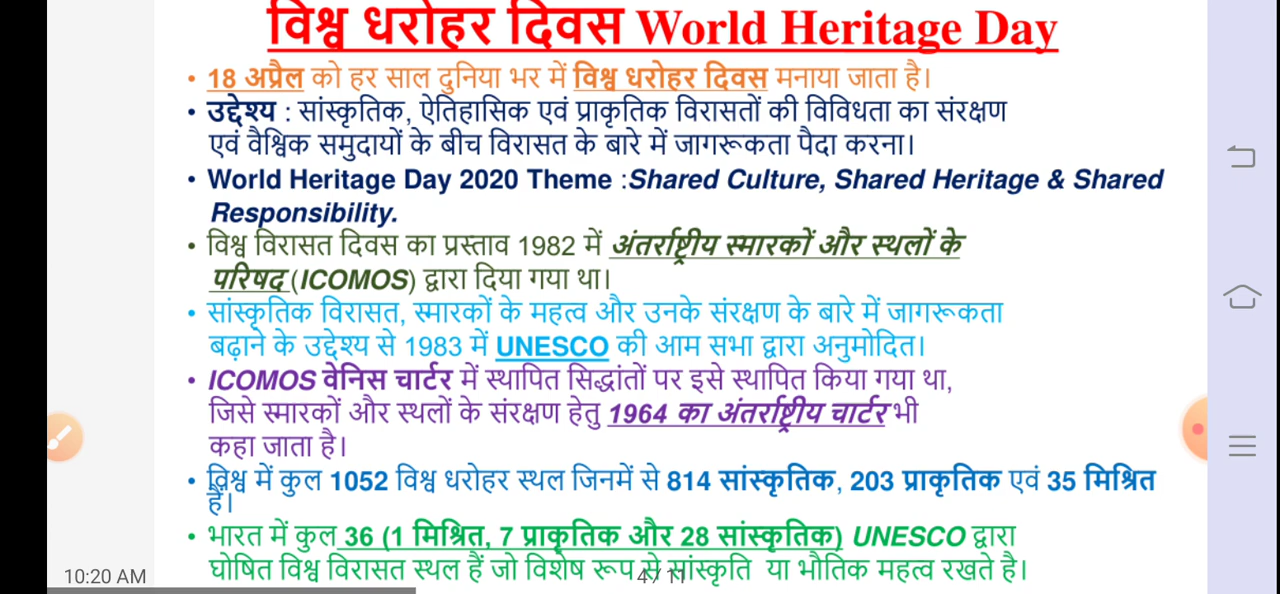 विश्व धरोहर दिवस World Heritage Day
• 18 अप्रैल को हर साल दुनिया भर में विश्व धरोहर दिवस मनाया जाता है।
• उद्देश्य : सांस्कृतिक, ऐतिहासिक एवं प्राकृतिक विरासतों की विविधता का संरक्षण
एवं वैश्विक समुदायों के बीच विरासत के बारे में जागरूकता पैदा करना।
• World Heritage Day 2020 Theme :Shared Culture, Shared Heritage & Shared
Responsibility.
• विश्व विरासत दिवस का प्रस्ताव 1982 में अंतर्राष्ट्रीय स्मारकों और स्थलों के
परिषद (ICOMOS) द्वारा दिया गया था।
• सांस्कृतिक विरासत, स्मारकों के महत्व और उनके संरक्षण के बारे में जागरूकता
बढ़ाने के उद्देश्य से 1983 में UNESCO की आम सभा द्वारा अनुमोदित।
• ICOMOS वेनिस चार्टर में स्थापित सिद्धांतों पर इसे स्थापित किया गया था,
जिसे स्मारकों और स्थलों के संरक्षण हेतु 1964 का अंतर्राष्ट्रीय चार्टर भी
कहा जाता है।
• विश्व में कुल 1052 विश्व धरोहर स्थल जिनमें से 814 सांस्कृतिक, 203 प्राकृतिक एवं 35 मिश्रित
हैं।
• भारत में कुल 36 (1 मिश्रित, 7 प्राकृतिक और 28 सांस्कृतिक) UNESCO द्वारा
घोषित विश्व विरासत स्थल हैं जो विशेष रूप से सांस्कृति या भौतिक महत्व रखते है।
10:20 AM
4 / 11